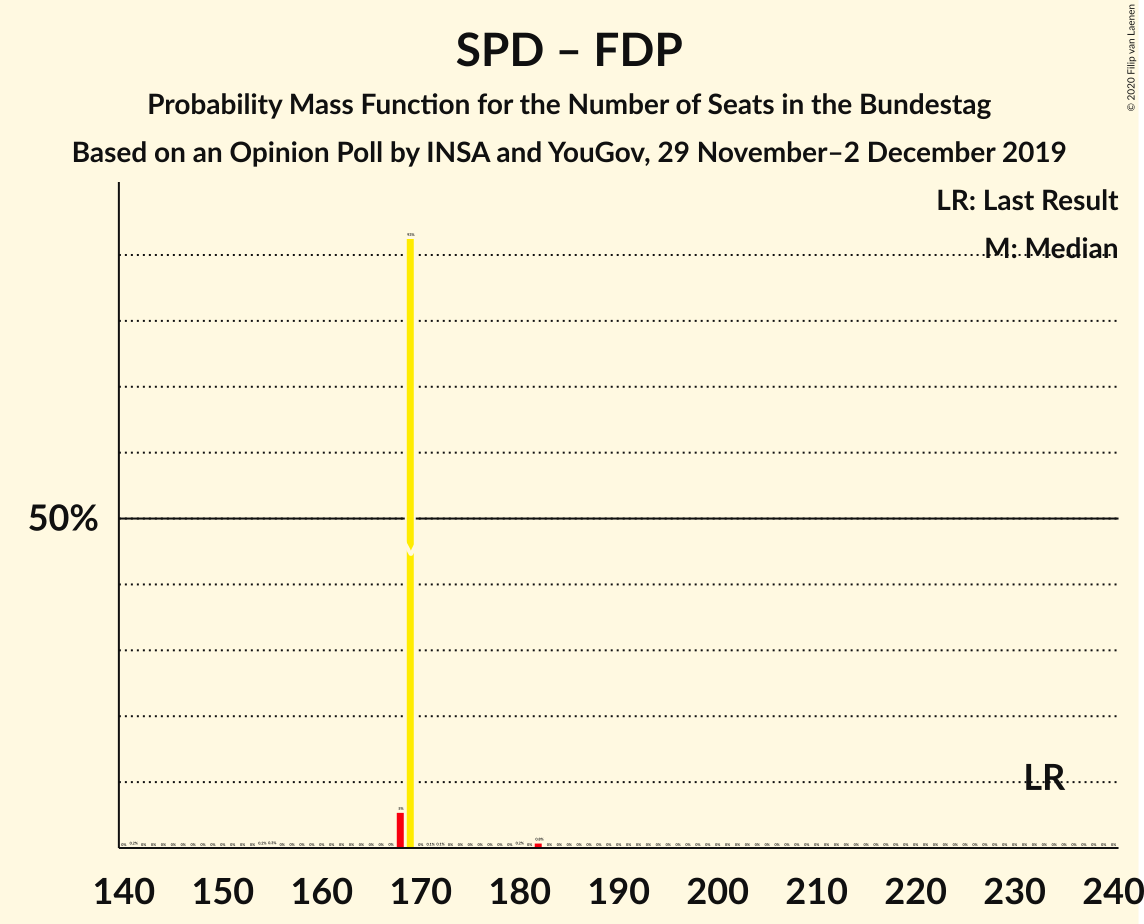 © 2020 Filip van Laenen
SPD – FDP
Probability Mass Function for the Number of Seats in the Bundestag
Based on an Opinion Poll by INSA and YouGov, 29 November–2 December 2019
LR: Last Result
M: Median
50%
M
LR
140 150 160 170 180 190 200 210 220 230 240